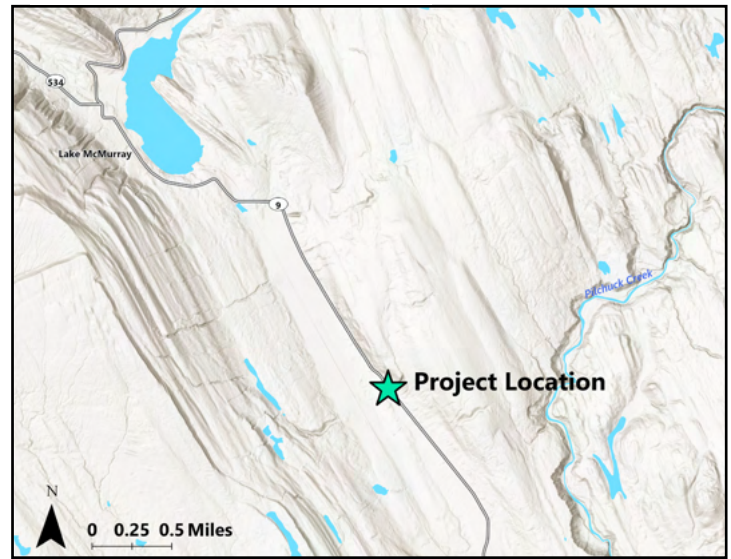 534
Lake McMurray
9
Pilchuck Creek
Project Location
N
0 0.25 0.5 Miles